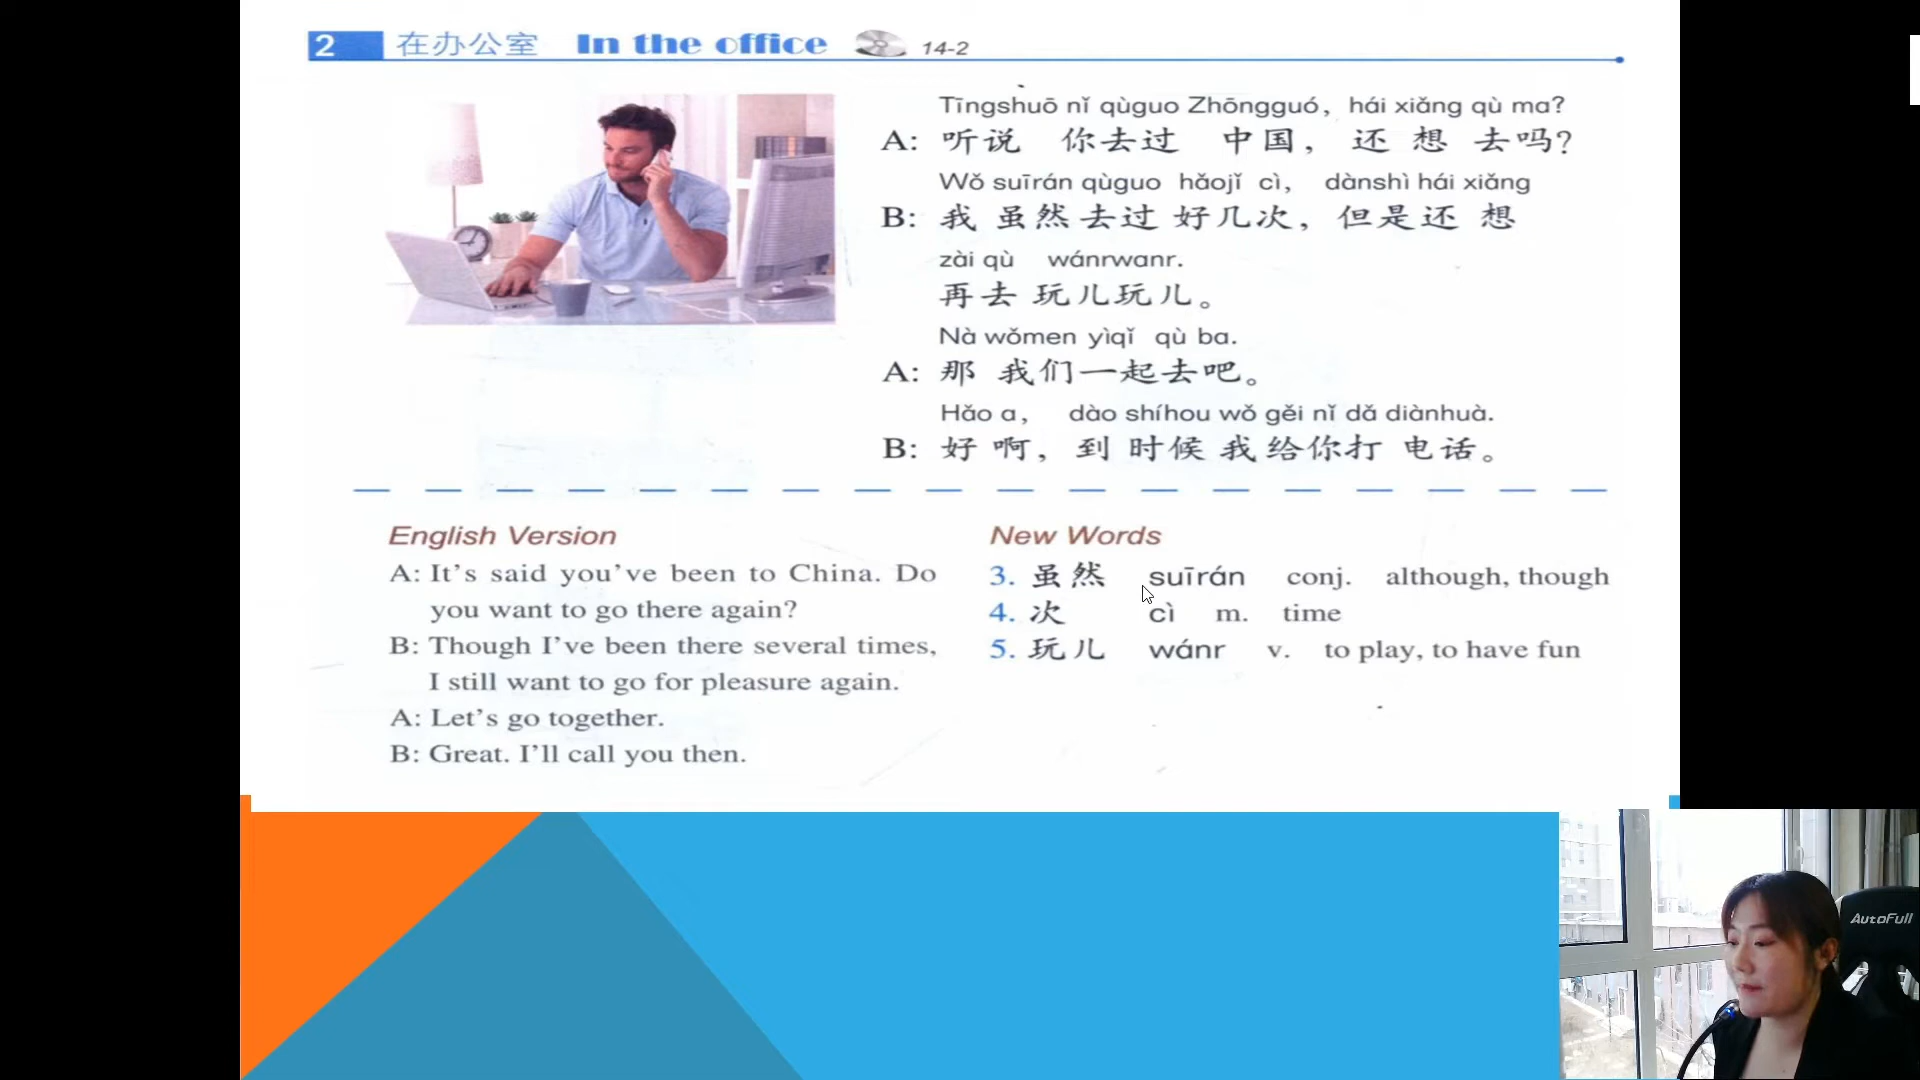 2 在办公室 In the office 14-2
Tīngshuō nǐ qùguo Zhōngguó, hái xiǎng qù ma?
A: 听说 你去过 中国, 还 想 去吗?
Wǒ suīrán qùguo hǎojǐ cì, dànshì hái xiǎng
B: 我 虽然去过 好几次, 但是还 想
zài qù wánrwanr.
再去 玩儿玩儿。
Nà wǒmen yìqǐ qù ba.
A: 那 我们一起去吧。
Hǎo a, dào shíhou wǒ gěi nǐ dǎ diànhuà.
B: 好 啊, 到 时候 我 给你打 电话。
English Version
A: It's said you've been to China. Do
you want to go there again?
B: Though I've been there several times,
I still want to go for pleasure again.
A: Let's go together.
B: Great. I'll call you then.
New Words
3. 虽然 suīrán conj. although, though
4. 次 cì m. time
5. 玩儿 wánr v. to play, to have fun
AutoFull